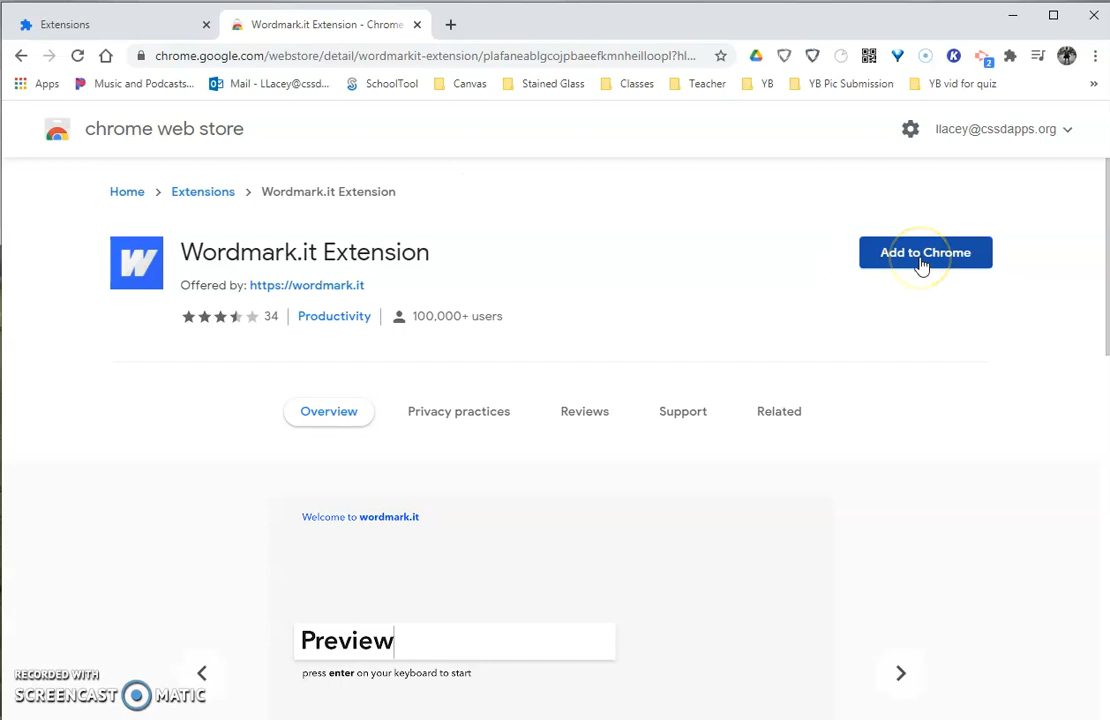 Extensions
Wordmark.it Extension - Chrome
chrome.google.com/webstore/detail/wordmarkit-extension/plafaneablgcojpbaeefkmnheilloopl?hl...
2
Apps
Music and Podcasts...
Mail - LLacey@cssd...
SchoolTool
Canvas
Stained Glass
Classes
Teacher
YB
YB Pic Submission
YB vid for quiz
chrome web store
llacey@cssdapps.org
Home > Extensions > Wordmark.it Extension
W
Wordmark.it Extension
Add to Chrome
Offered by: https://wordmark.it
34
Productivity
100,000+ users
Overview
Privacy practices
Reviews
Support
Related
Welcome to wordmark.it
Preview
press enter on your keyboard to start
RECORDED WITH
SCREENCAST MATIC